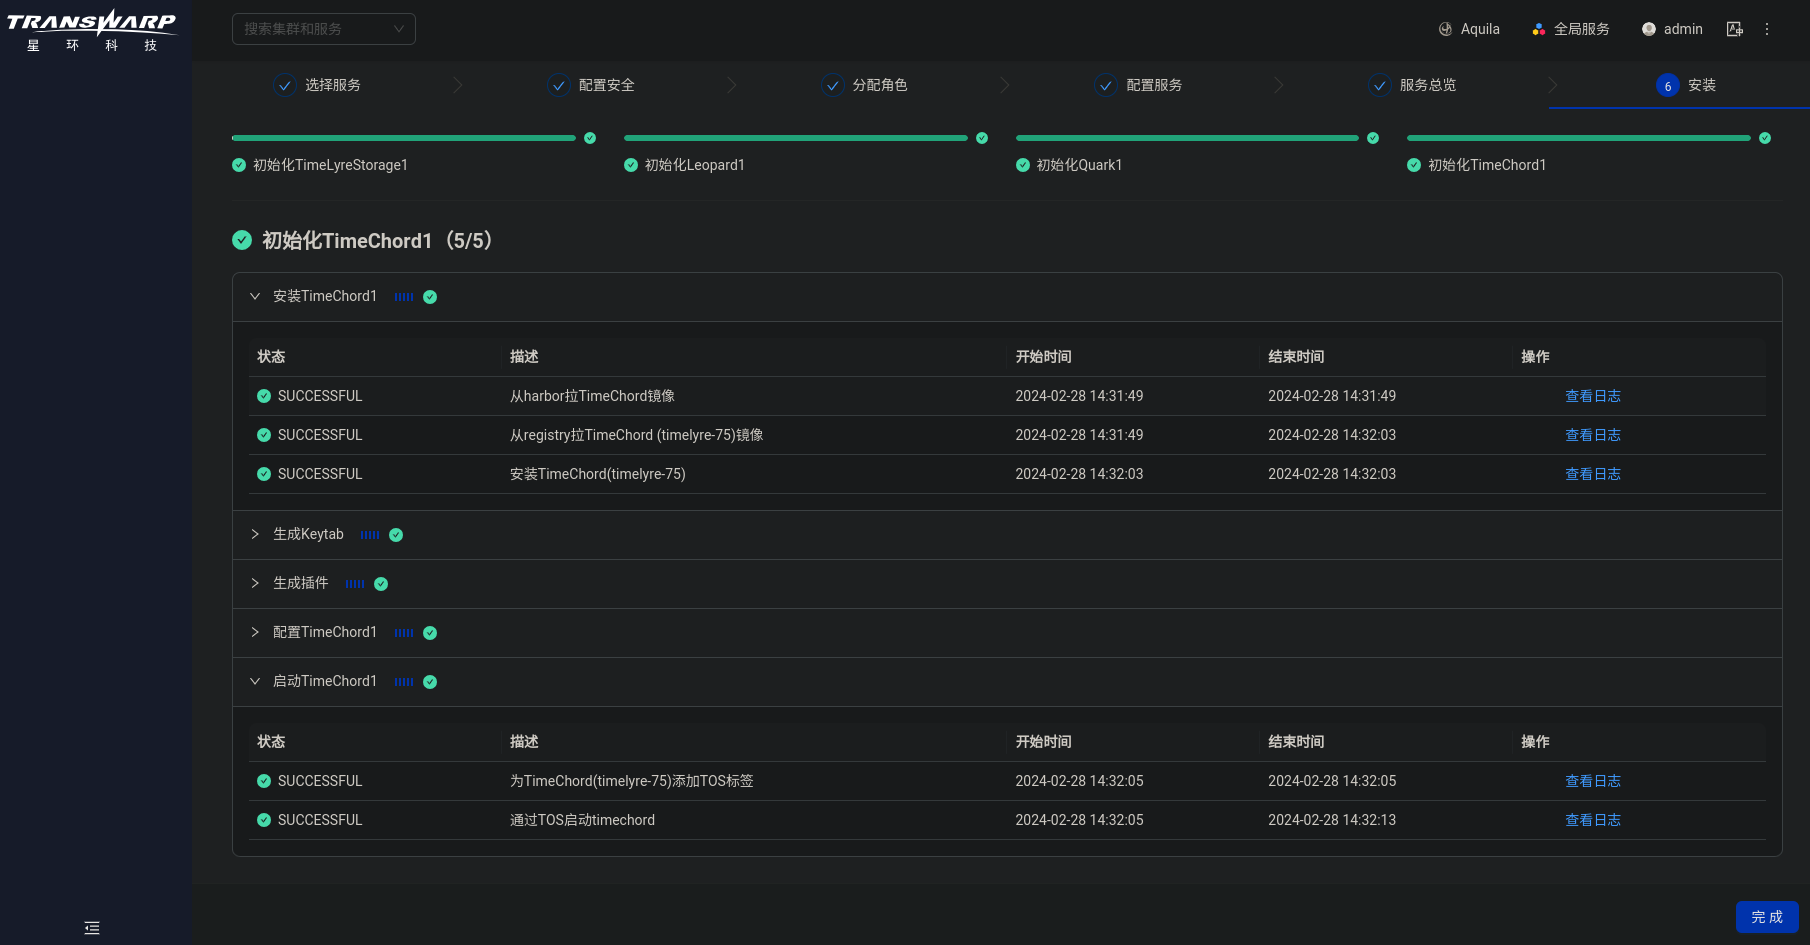 TRANSWARP
星 环 科 技
搜索集群和服务
Aquila 全局服务 admin
选择服务 配置安全 分配角色 配置服务 服务总览 6 安装
初始化TimeLyreStorage1 初始化Leopard1 初始化Quark1 初始化TimeChord1
初始化TimeChord1（5/5）
安装TimeChord1
状态 描述 开始时间 结束时间 操作
SUCCESSFUL 从harbor拉TimeChord镜像 2024-02-28 14:31:49 2024-02-28 14:31:49 查看日志
SUCCESSFUL 从registry拉TimeChord (timelyre-75)镜像 2024-02-28 14:31:49 2024-02-28 14:32:03 查看日志
SUCCESSFUL 安装TimeChord(timelyre-75) 2024-02-28 14:32:03 2024-02-28 14:32:03 查看日志
生成Keytab
生成插件
配置TimeChord1
启动TimeChord1
状态 描述 开始时间 结束时间 操作
SUCCESSFUL 为TimeChord(timelyre-75)添加TOS标签 2024-02-28 14:32:05 2024-02-28 14:32:05 查看日志
SUCCESSFUL 通过TOS启动timechord 2024-02-28 14:32:05 2024-02-28 14:32:13 查看日志
完 成